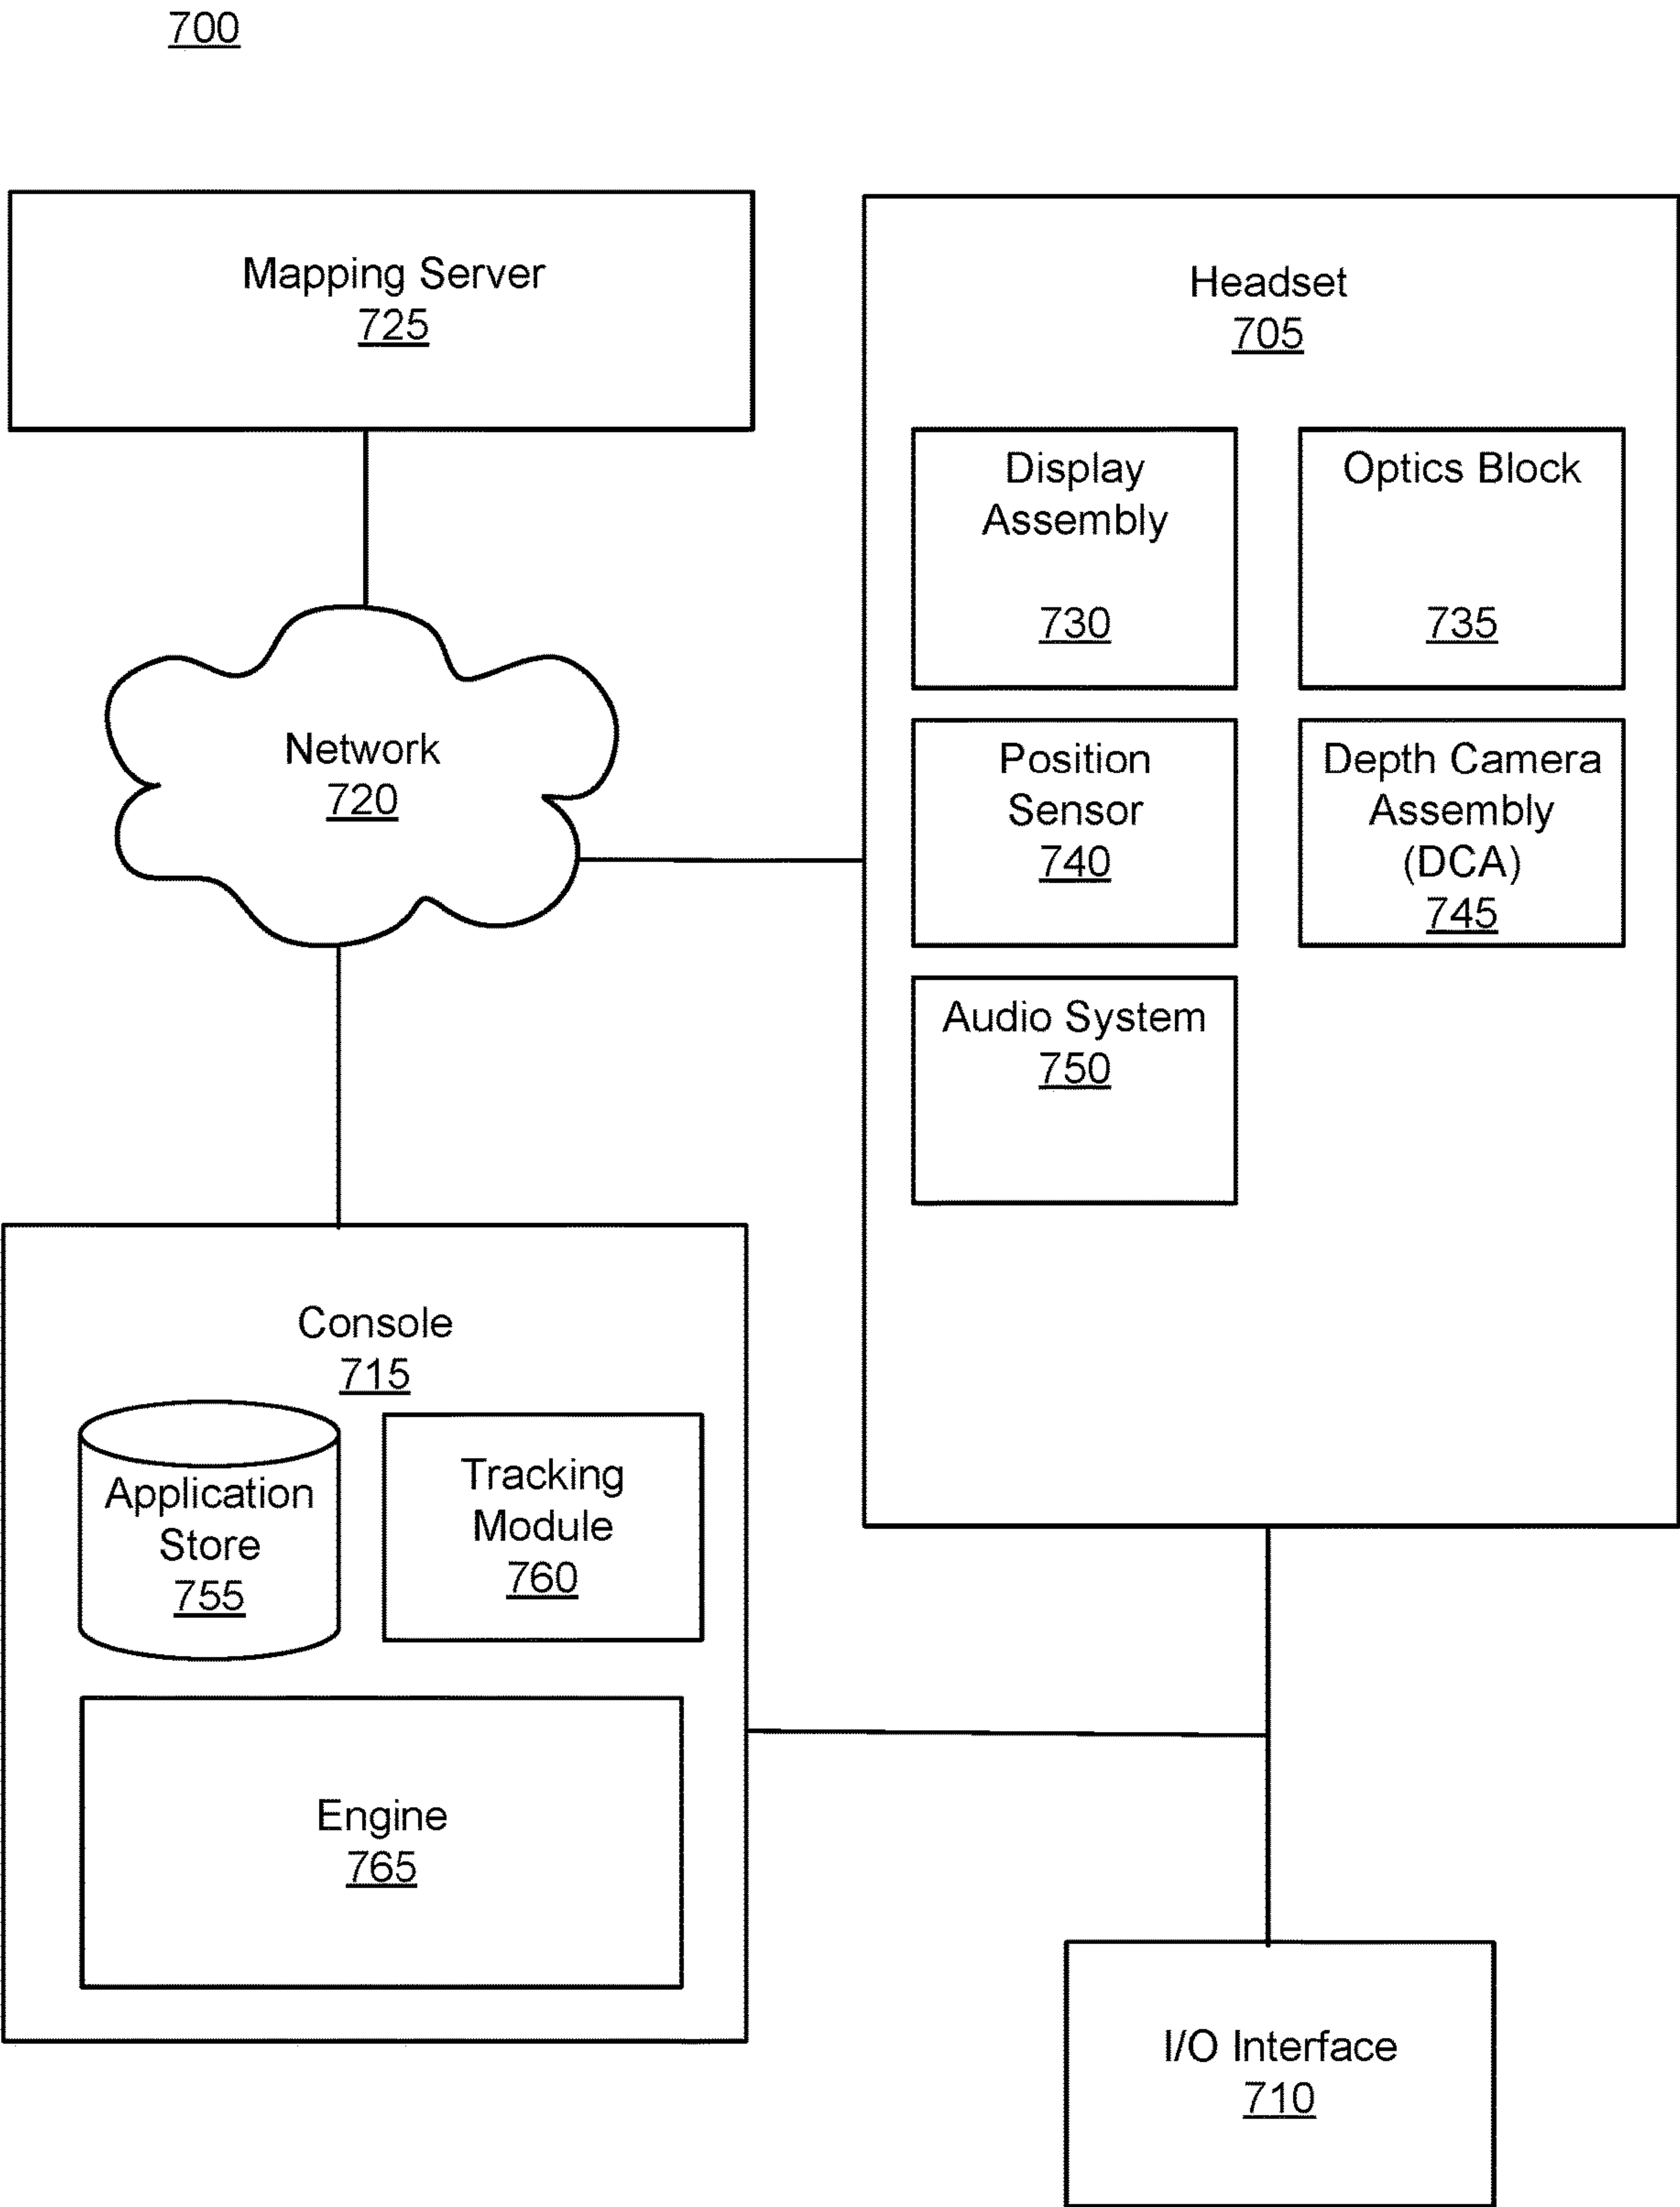 700
Mapping Server
725
Headset
705
Display
Assembly
730
Optics Block
735
Network
720
Position
Sensor
740
Depth Camera
Assembly
(DCA)
745
Audio System
750
Console
715
Application
Store
755
Tracking
Module
760
Engine
765
I/O Interface
710